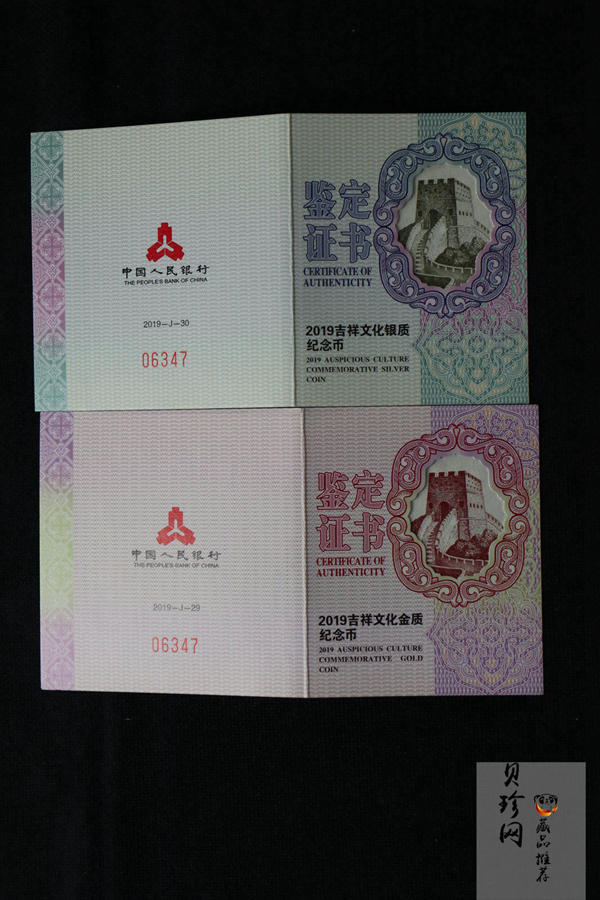 中国人民银行
THE PEOPLE'S BANK OF CHINA
2019-J-30
06347
鉴定
证书
CERTIFICATE OF
AUTHENTICITY
2019吉祥文化银质
纪念币
2019 AUSPICIOUS CULTURE
COMMEMORATIVE SILVER
COIN
中国人民银行
THE PEOPLE'S BANK OF CHINA
2019-J-29
06347
鉴定
证书
CERTIFICATE OF
AUTHENTICITY
2019吉祥文化金质
纪念币
2019 AUSPICIOUS CULTURE
COMMEMORATIVE GOLD
COIN
贝珍网
藏品推荐